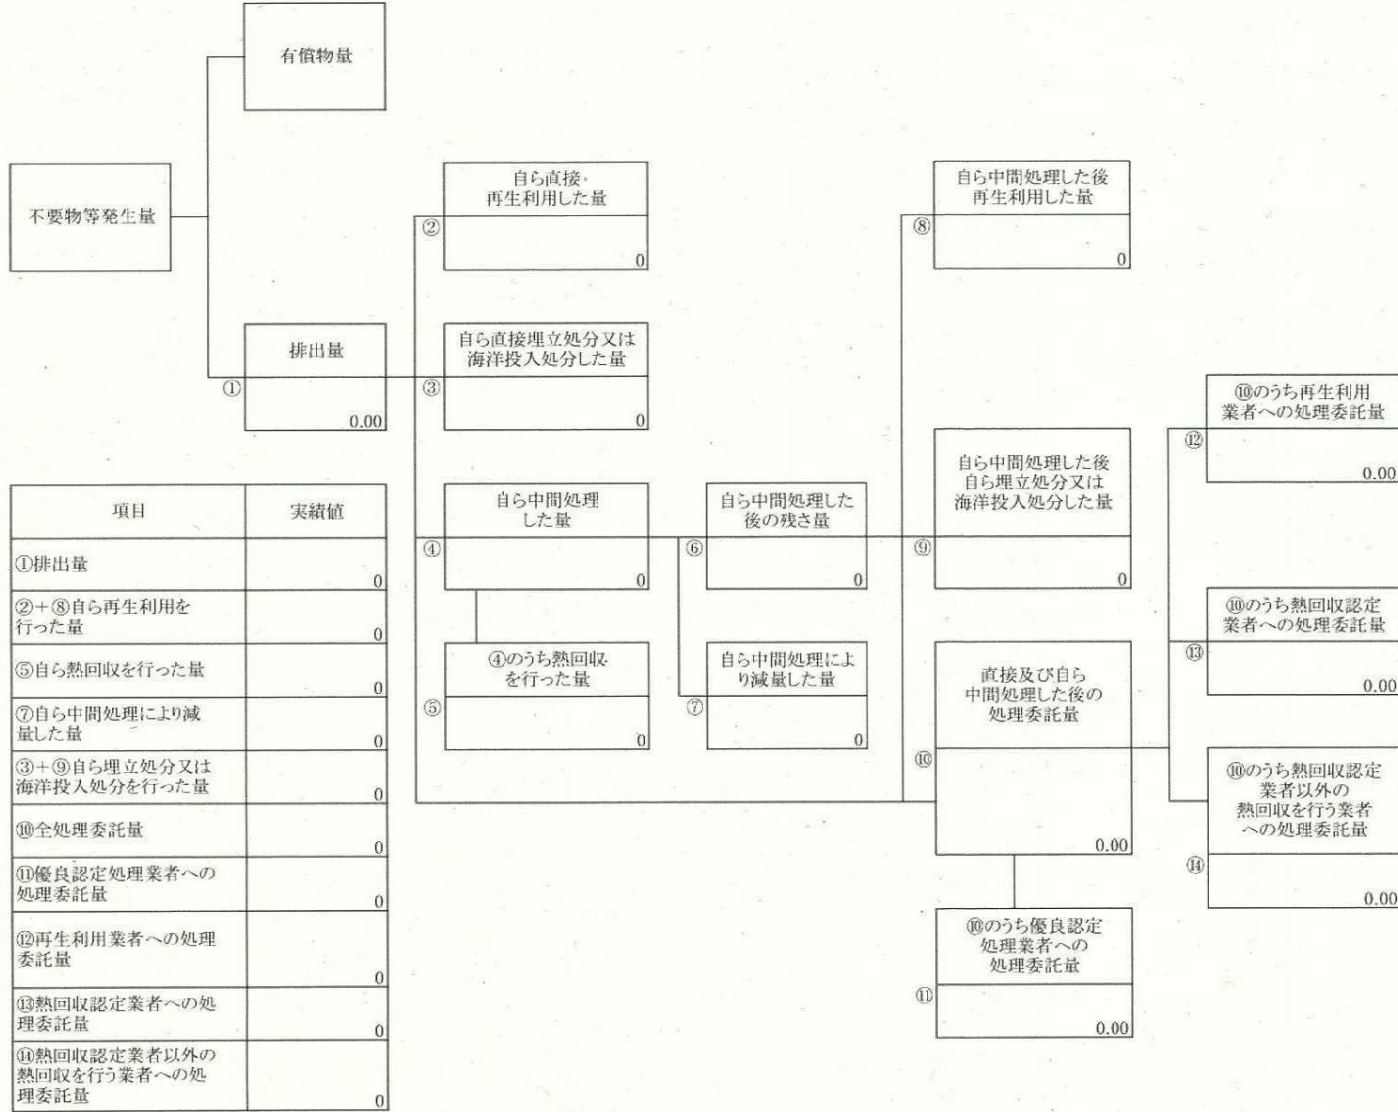 有償物量
不要物等発生量
自ら直接
再生利用した量
②
0
自ら中間処理した後
再生利用した量
⑧
0
排出量
①
0.00
自ら直接埋立処分又は
海洋投入処分した量
③
0
⑩のうち再生利用
業者への処理委託量
⑫
0.00
自ら中間処理
した量
④
0
自ら中間処理した
後の残さ量
⑥
0
自ら中間処理した後
自ら埋立処分又は
海洋投入処分した量
⑨
0
⑩のうち熱回収認定
業者への処理委託量
⑬
0.00
④のうち熱回収
を行った量
⑤
0
自ら中間処理によ
り減量した量
⑦
0
直接及び自ら
中間処理した後の
処理委託量
⑩
0.00
⑩のうち熱回収認定
業者以外の
熱回収を行う業者
への処理委託量
⑭
0.00
⑩のうち優良認定
処理業者への
処理委託量
⑪
0.00
項目 実績値
①排出量
0
②+⑧自ら再生利用を
行った量
0
⑤自ら熱回収を行った量
0
⑦自ら中間処理により減
量した量
0
③+⑨自ら埋立処分又は
海洋投入処分を行った量
0
⑩全処理委託量
0
⑪優良認定処理業者への
処理委託量
0
⑫再生利用業者への処理
委託量
0
⑬熱回収認定業者への処
理委託量
0
⑭熱回収認定業者以外の
熱回収を行う業者への処
理委託量
0